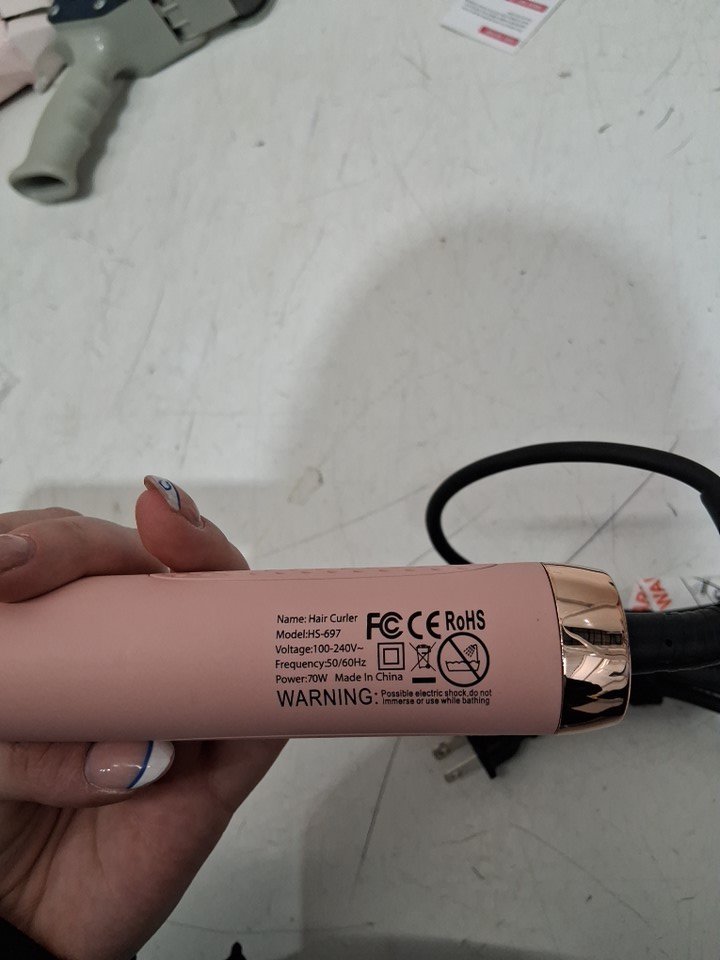 Name: Hair Curler
Model:HS-697
Voltage:100-240V~
Frequency:50/60Hz
Power:70W Made In China
FC CE RoHS
WARNING: Possible electric shock,do not
immerse or use while bathing
WA